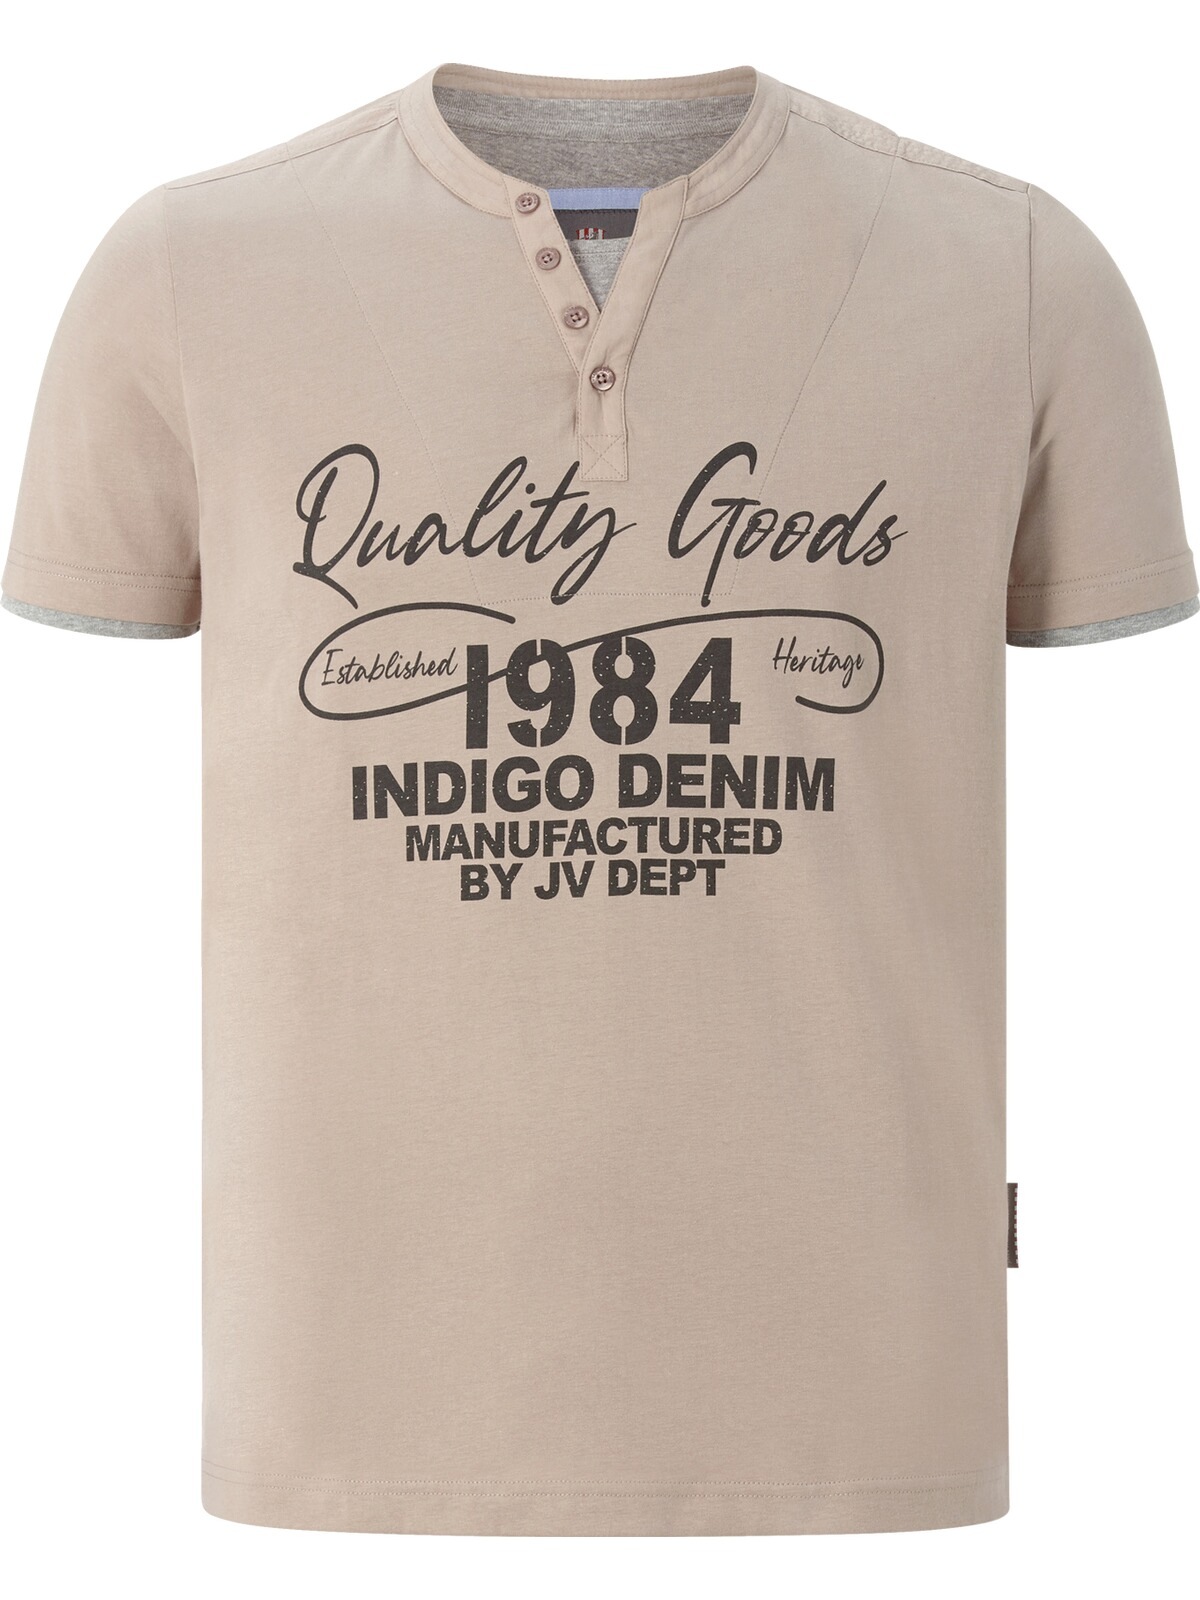 Quality Goods
Established 1984 Heritage
INDIGO DENIM
MANUFACTURED
BY JV DEPT